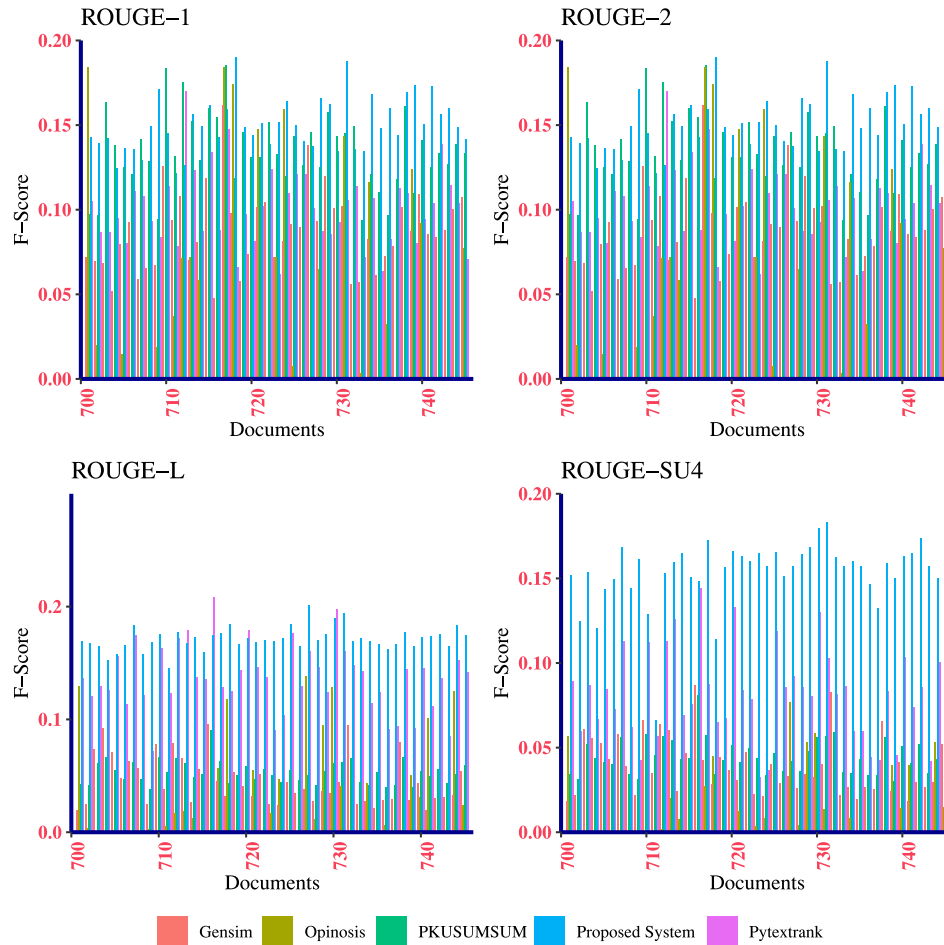 ROUGE−1
F−Score
0.20
0.15
0.10
0.05
0.00
700
710
720
730
740
Documents
ROUGE−2
F−Score
0.20
0.15
0.10
0.05
0.00
700
710
720
730
740
Documents
ROUGE−L
F−Score
0.2
0.1
0.0
700
710
720
730
740
Documents
ROUGE−SU4
F−Score
0.20
0.15
0.10
0.05
0.00
700
710
720
730
740
Documents
Gensim Opinosis PKUSUMSUM Proposed System Pytextrank